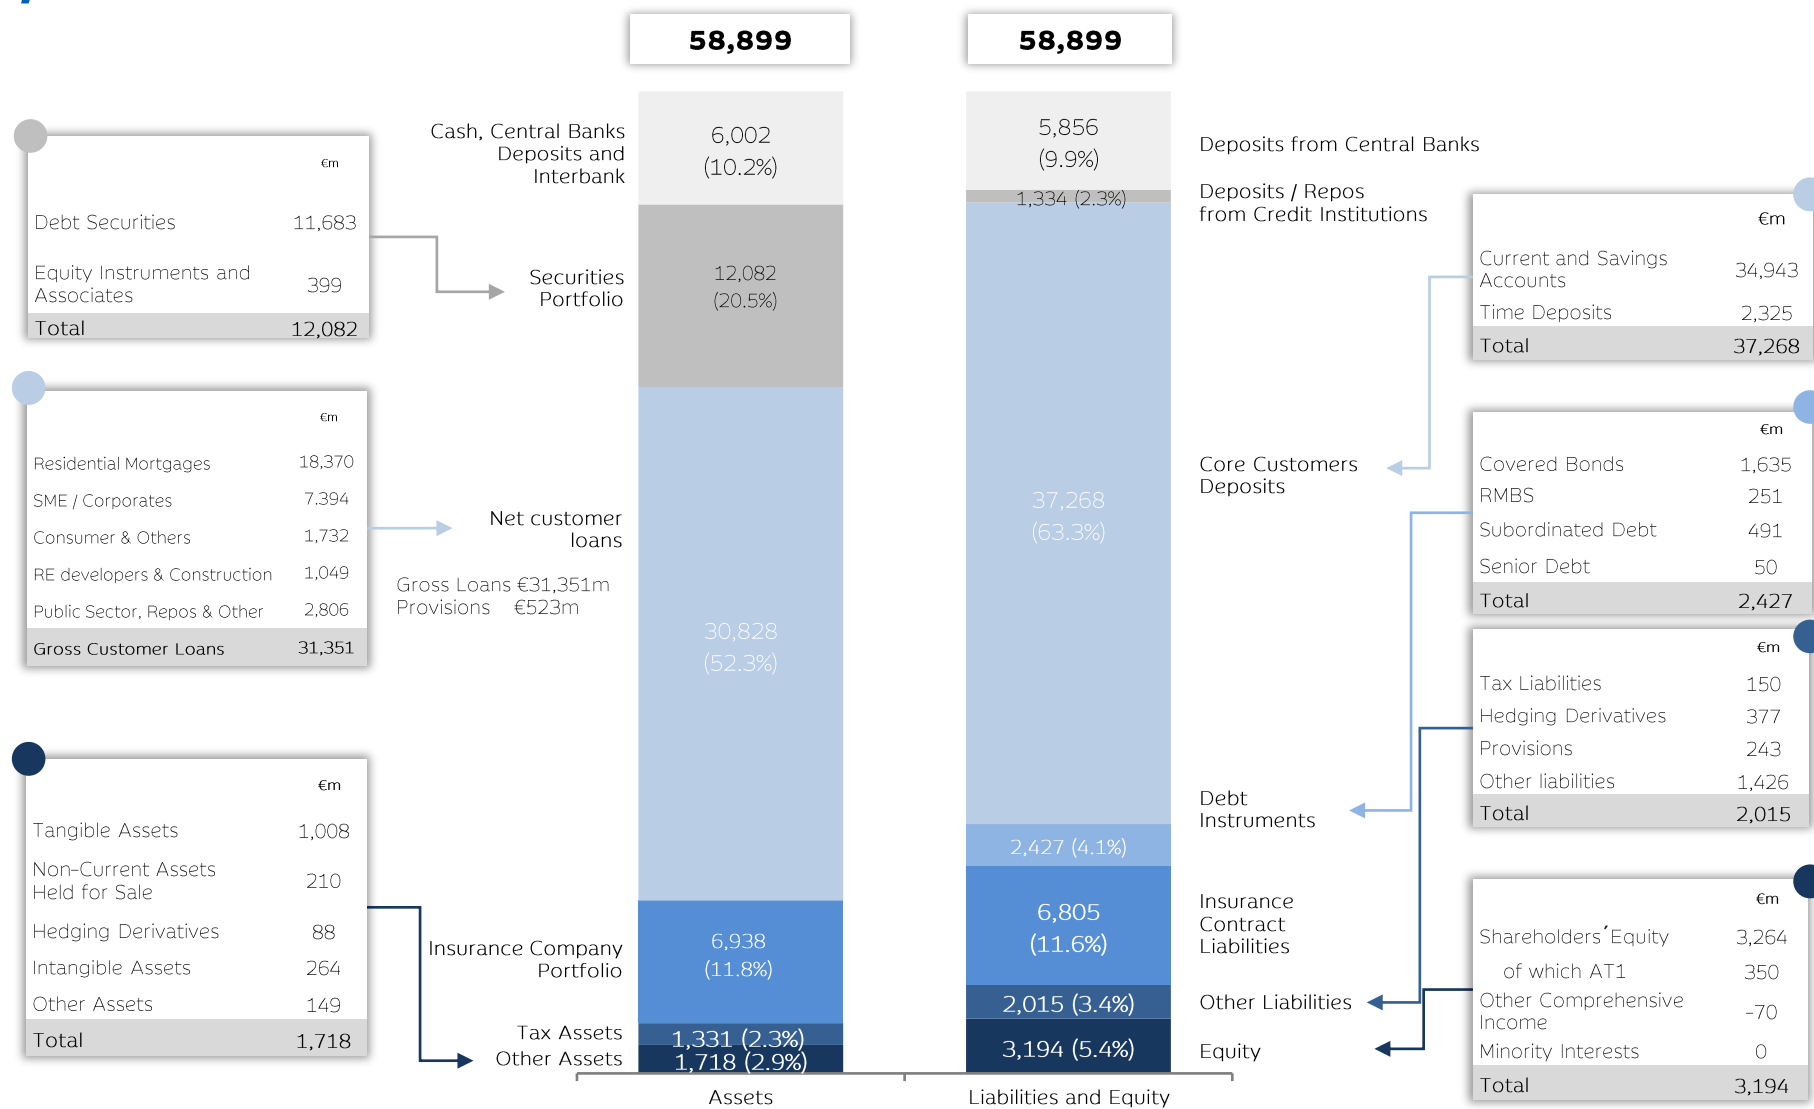 58,899
58,899
€m
Debt Securities 11,683
Equity Instruments and
Associates 399
Total 12,082
€m
Residential Mortgages 18,370
SME / Corporates 7.394
Consumer & Others 1,732
RE developers & Construction 1,049
Public Sector, Repos & Other 2,806
Gross Customer Loans 31,351
€m
Tangible Assets 1,008
Non-Current Assets
Held for Sale 210
Hedging Derivatives 88
Intangible Assets 264
Other Assets 149
Total 1,718
Cash, Central Banks
Deposits and
Interbank
Securities
Portfolio
Net customer
loans
Gross Loans €31,351m
Provisions €523m
Insurance Company
Portfolio
Tax Assets
Other Assets
6,002
(10.2%)
12,082
(20.5%)
30,828
(52.3%)
6,938
(11.8%)
1,331 (2.3%)
1,718 (2.9%)
Assets
5,856
(9.9%)
1,334 (2.3%)
37,268
(63.3%)
2,427 (4.1%)
6,805
(11.6%)
2,015 (3.4%)
3,194 (5.4%)
Liabilities and Equity
Deposits from Central Banks
Deposits / Repos
from Credit Institutions
Core Customers
Deposits
Debt
Instruments
Insurance
Contract
Liabilities
Other Liabilities
Equity
€m
Current and Savings
Accounts 34,943
Time Deposits 2,325
Total 37,268
€m
Covered Bonds 1,635
RMBS 251
Subordinated Debt 491
Senior Debt 50
Total 2,427
€m
Tax Liabilities 150
Hedging Derivatives 377
Provisions 243
Other liabilities 1,426
Total 2,015
€m
Shareholders´Equity 3,264
of which AT1 350
Other Comprehensive
Income -70
Minority Interests 0
Total 3,194